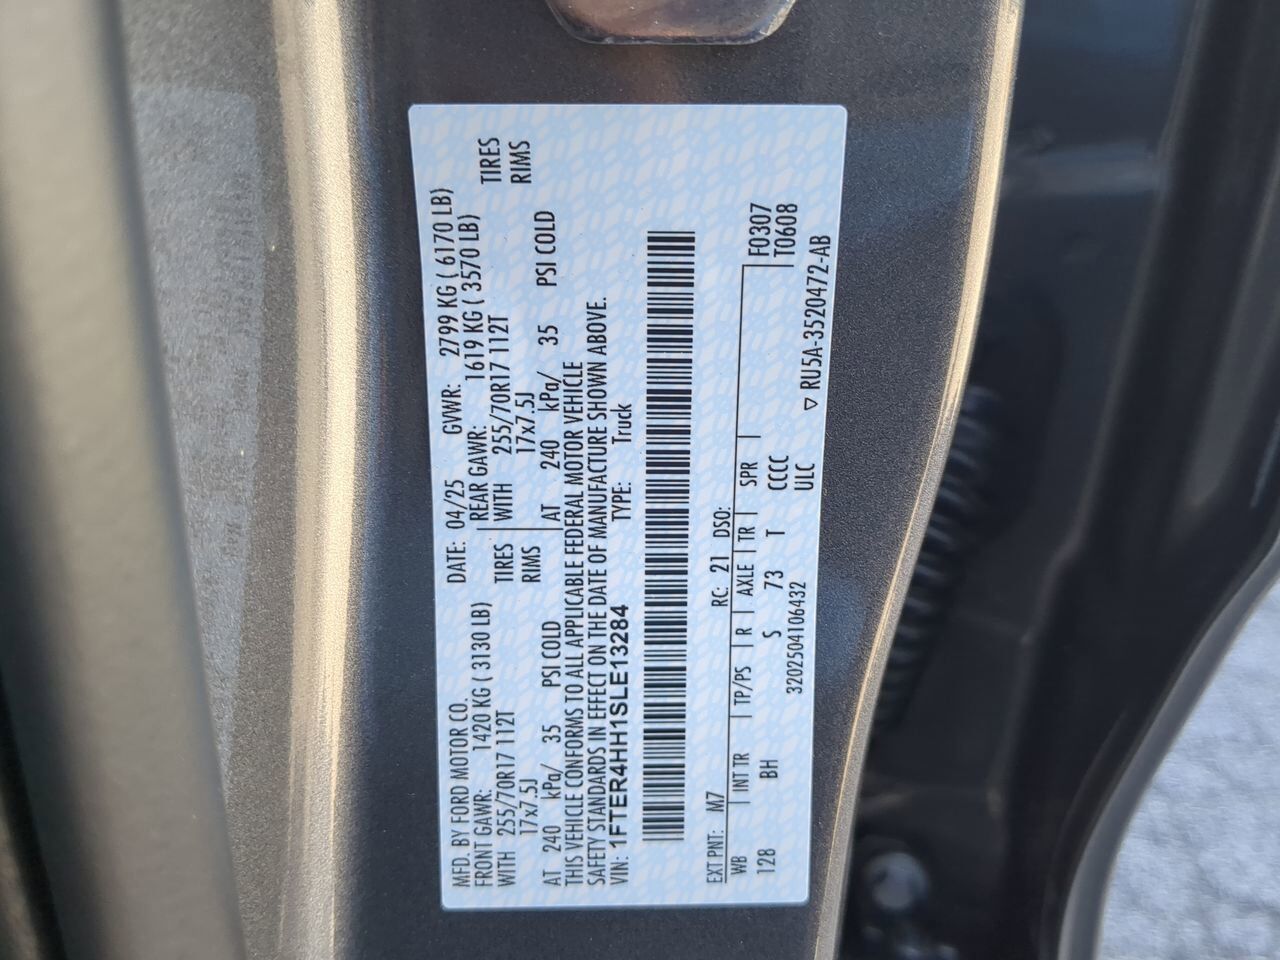 MFD. BY FORD MOTOR CO. DATE: 04/25 GVWR: 2799 KG ( 6170 LB)
FRONT GAWR: 1420 KG ( 3130 LB) REAR GAWR: 1619 KG ( 3570 LB)
WITH 255/70R17 112T TIRES WITH 255/70R17 112T TIRES
17x7.5J RIMS 17x7.5J RIMS
AT 240 kPa/ 35 PSI COLD AT 240 kPa/ 35 PSI COLD
THIS VEHICLE CONFORMS TO ALL APPLICABLE FEDERAL MOTOR VEHICLE
SAFETY STANDARDS IN EFFECT ON THE DATE OF MANUFACTURE SHOWN ABOVE.
VIN: 1FTER4HH1SLE13284 TYPE: Truck
EXT PNT: M7 RC: 21 DSO: F0307
WB INT TR TP/PS R AXLE TR SPR T0608
128 BH S 73 T CCCC
3202504106432 ULC ▽ RU5A-3520472-AB